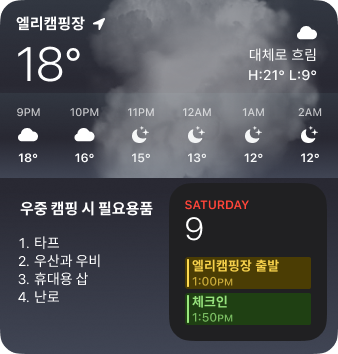 엘리캠핑장
18°
대체로 흐림
H:21° L:9°
9PM 10PM 11PM 12AM 1AM 2AM
18° 16° 15° 13° 12° 12°
우중 캠핑 시 필요용품
1. 타프
2. 우산과 우비
3. 휴대용 삽
4. 난로
SATURDAY
9
엘리캠핑장 출발
1:00PM
체크인
1:50PM